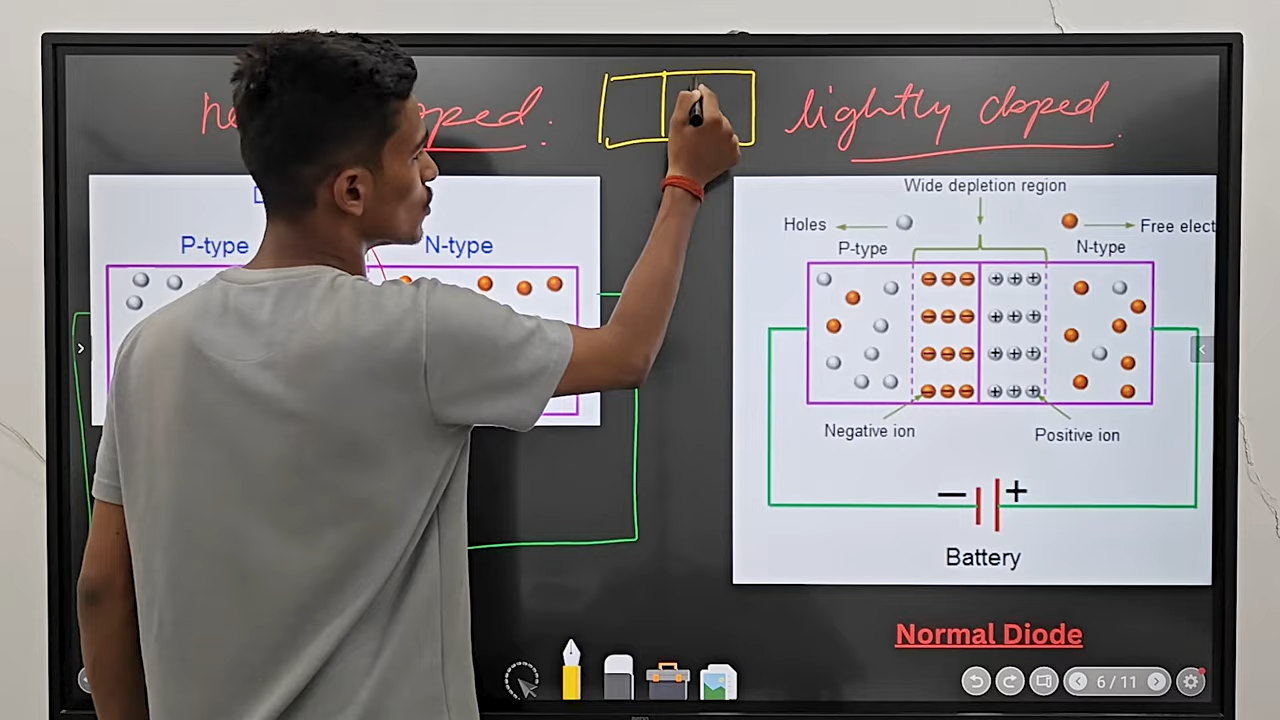 lightly doped.
P-type
N-type
Wide depletion region
Holes
Free elect
P-type
N-type
Negative ion
Positive ion
− +
Battery
Normal Diode
6 / 11